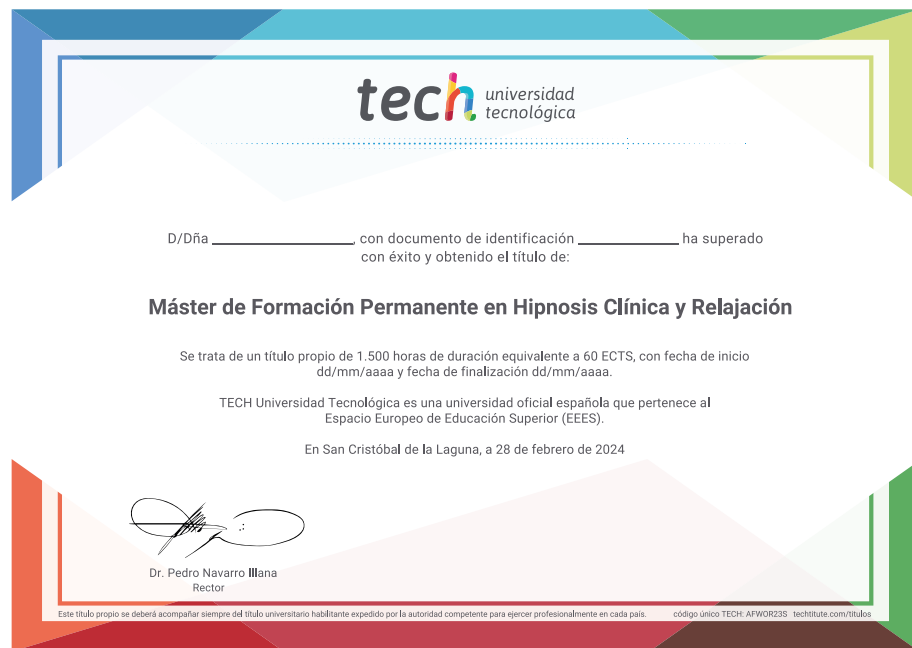 tech universidad
tecnológica
D/Dña ______________, con documento de identificación __________ ha superado
con éxito y obtenido el título de:
Máster de Formación Permanente en Hipnosis Clínica y Relajación
Se trata de un título propio de 1.500 horas de duración equivalente a 60 ECTS, con fecha de inicio
dd/mm/aaaa y fecha de finalización dd/mm/aaaa.
TECH Universidad Tecnológica es una universidad oficial española que pertenece al
Espacio Europeo de Educación Superior (EEES).
En San Cristóbal de la Laguna, a 28 de febrero de 2024
Dr. Pedro Navarro Illana
Rector
Este título propio se deberá acompañar siempre del título universitario habilitante expedido por la autoridad competente para ejercer profesionalmente en cada país. código único TECH: AFWOR23S techtitute.com/titulos